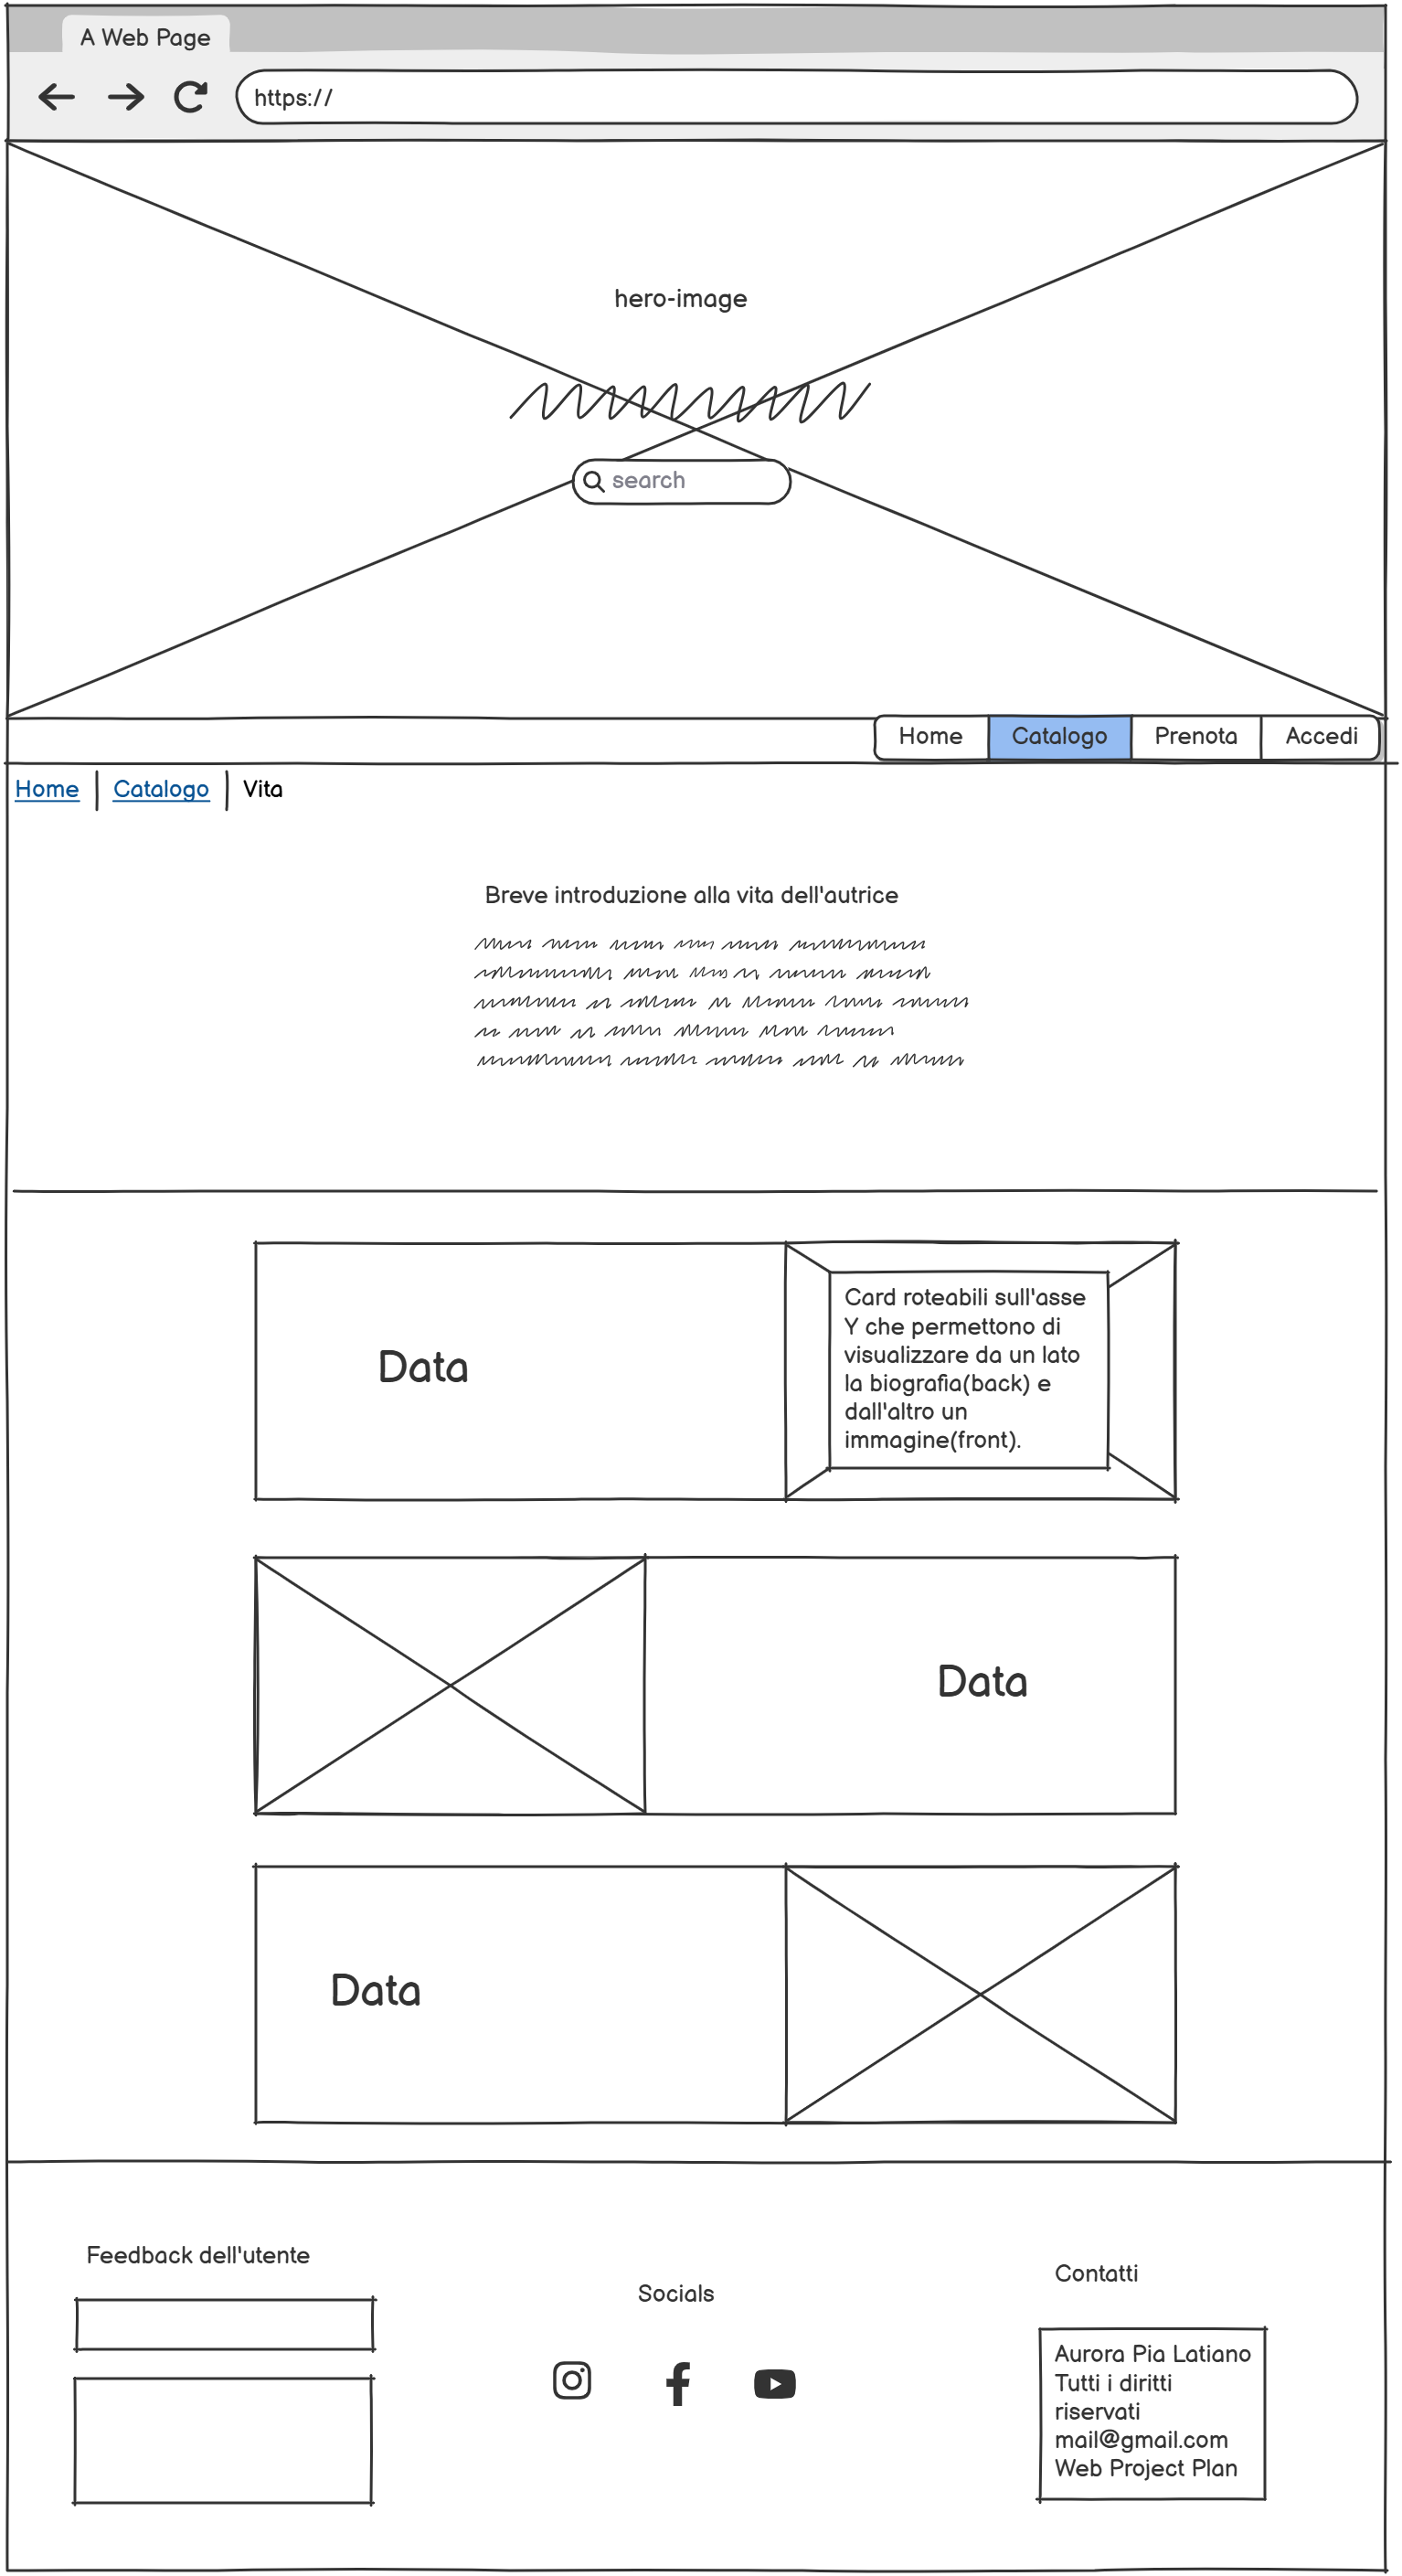 A Web Page
https://
hero-image
search
Home Catalogo Prenota Accedi
Home Catalogo Vita
Breve introduzione alla vita dell'autrice
Data
Card roteabili sull'asse
Y che permettono di
visualizzare da un lato
la biografia(back) e
dall'altro un
immagine(front).
Data
Data
Feedback dell'utente
Socials
Contatti
Aurora Pia Latiano
Tutti i diritti
riservati
mail@gmail.com
Web Project Plan